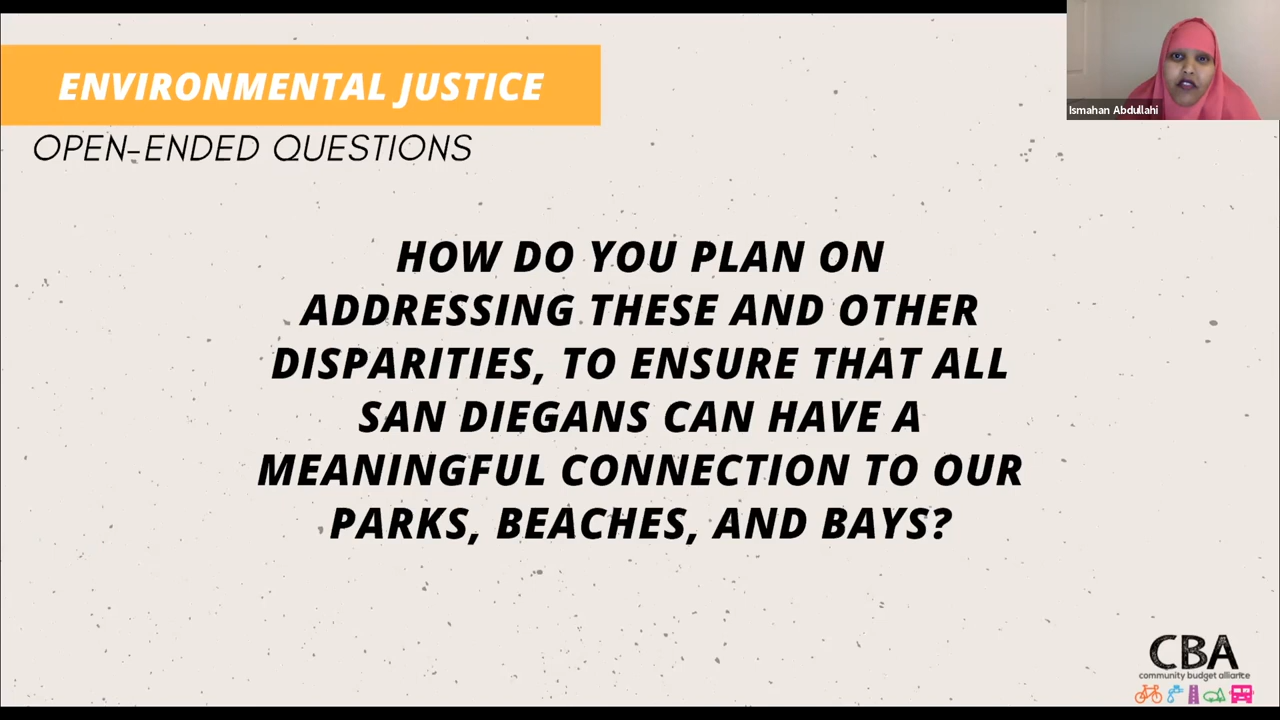 ENVIRONMENTAL JUSTICE
OPEN-ENDED QUESTIONS
Ismahan Abdullahi
HOW DO YOU PLAN ON
ADDRESSING THESE AND OTHER
DISPARITIES, TO ENSURE THAT ALL
SAN DIEGANS CAN HAVE A
MEANINGFUL CONNECTION TO OUR
PARKS, BEACHES, AND BAYS?
CBA
community budget alliance